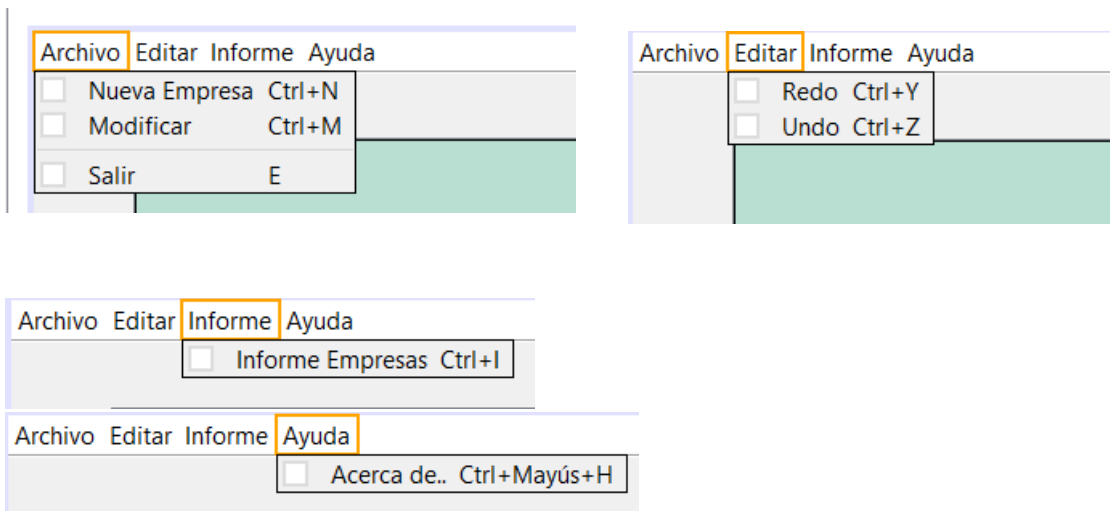 Archivo Editar Informe Ayuda
Nueva Empresa Ctrl+N
Modificar Ctrl+M
Salir E
Archivo Editar Informe Ayuda
Redo Ctrl+Y
Undo Ctrl+Z
Archivo Editar Informe Ayuda
Informe Empresas Ctrl+I
Archivo Editar Informe Ayuda
Acerca de.. Ctrl+Mayús+H